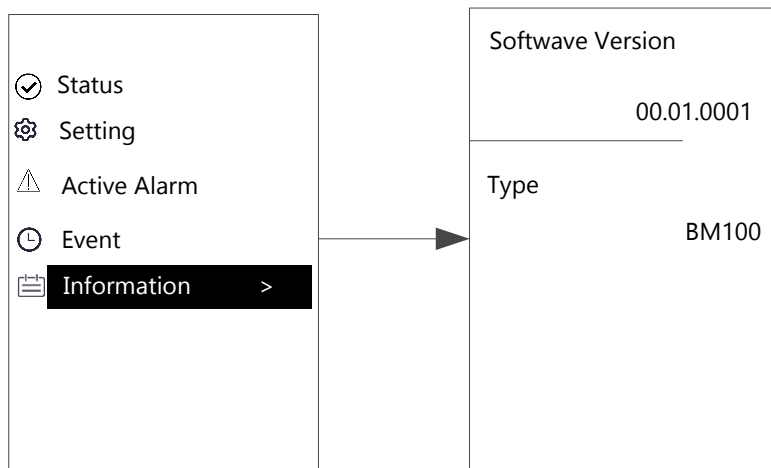 Status
Setting
Active Alarm
Event
Information >
Softwave Version
00.01.0001
Type
BM100